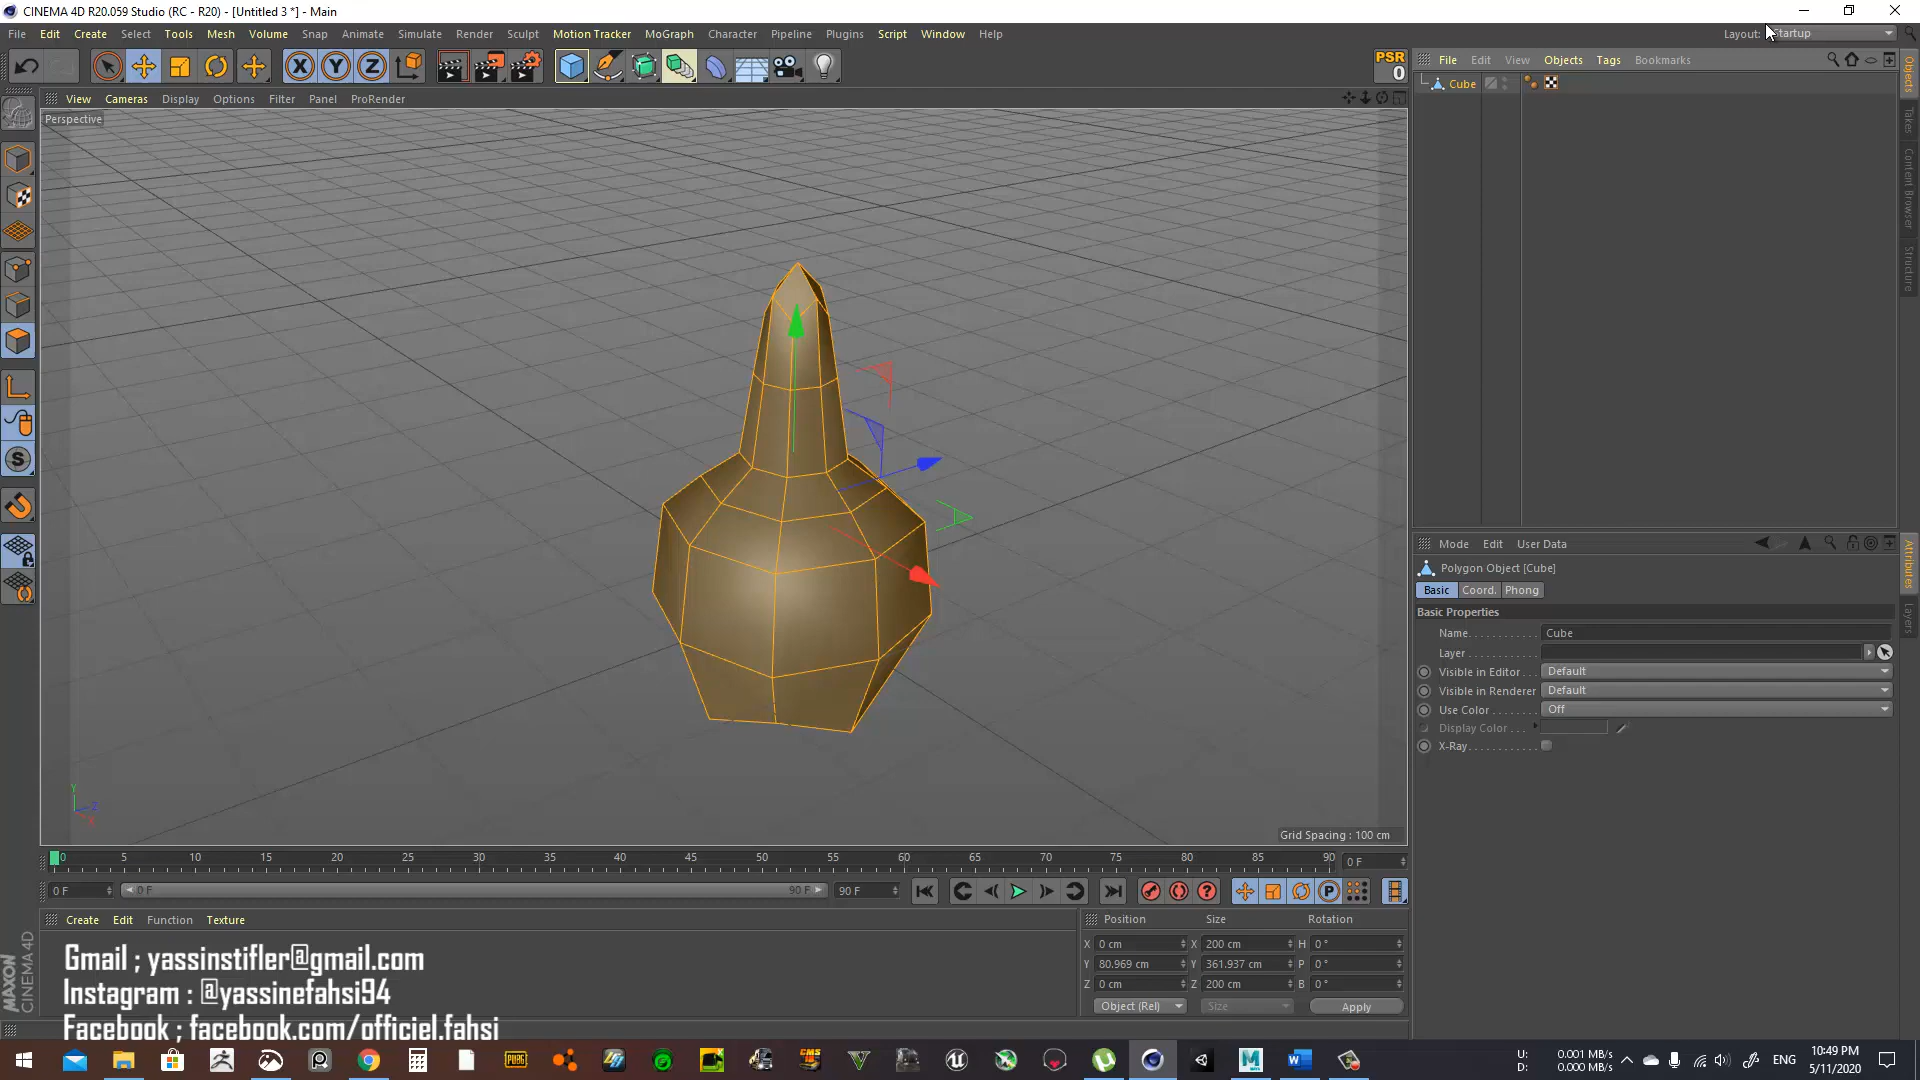 CINEMA 4D R20.059 Studio (RC - R20) - [Untitled 3 *] - Main
File Edit Create Select Tools Mesh Volume Snap Animate Simulate Render Sculpt Motion Tracker MoGraph Character Pipeline Plugins Script Window Help Layout: Startup
X Y Z PSR 0
File Edit View Objects Tags Bookmarks
View Cameras Display Options Filter Panel ProRender
Cube
Perspective
Objects
Takes
Content Browser
Structure
Mode Edit User Data
Polygon Object [Cube]
Basic Coord. Phong
Basic Properties
Name Cube
Layer
Visible in Editor Default
Visible in Renderer Default
Use Color Off
Display Color
X-Ray
Attributes
Layers
Y Z X
Grid Spacing : 100 cm
0 5 10 15 20 25 30 35 40 45 50 55 60 65 70 75 80 85 90 0 F
0 F 0 F 90 F 90 F
Create Edit Function Texture
Position Size Rotation
X 0 cm X 200 cm H 0 °
Y 80.969 cm Y 361.937 cm P 0 °
Z 0 cm Z 200 cm B 0 °
Object (Rel) Size Apply
MAXON CINEMA 4D
Gmail ; yassinstifler@gmail.com
Instagram : @yassinefahsi94
Facebook ; facebook.com/officiel.fahsi
U: 0.001 MB/s
D: 0.000 MB/s
ENG
10:49 PM
5/11/2020